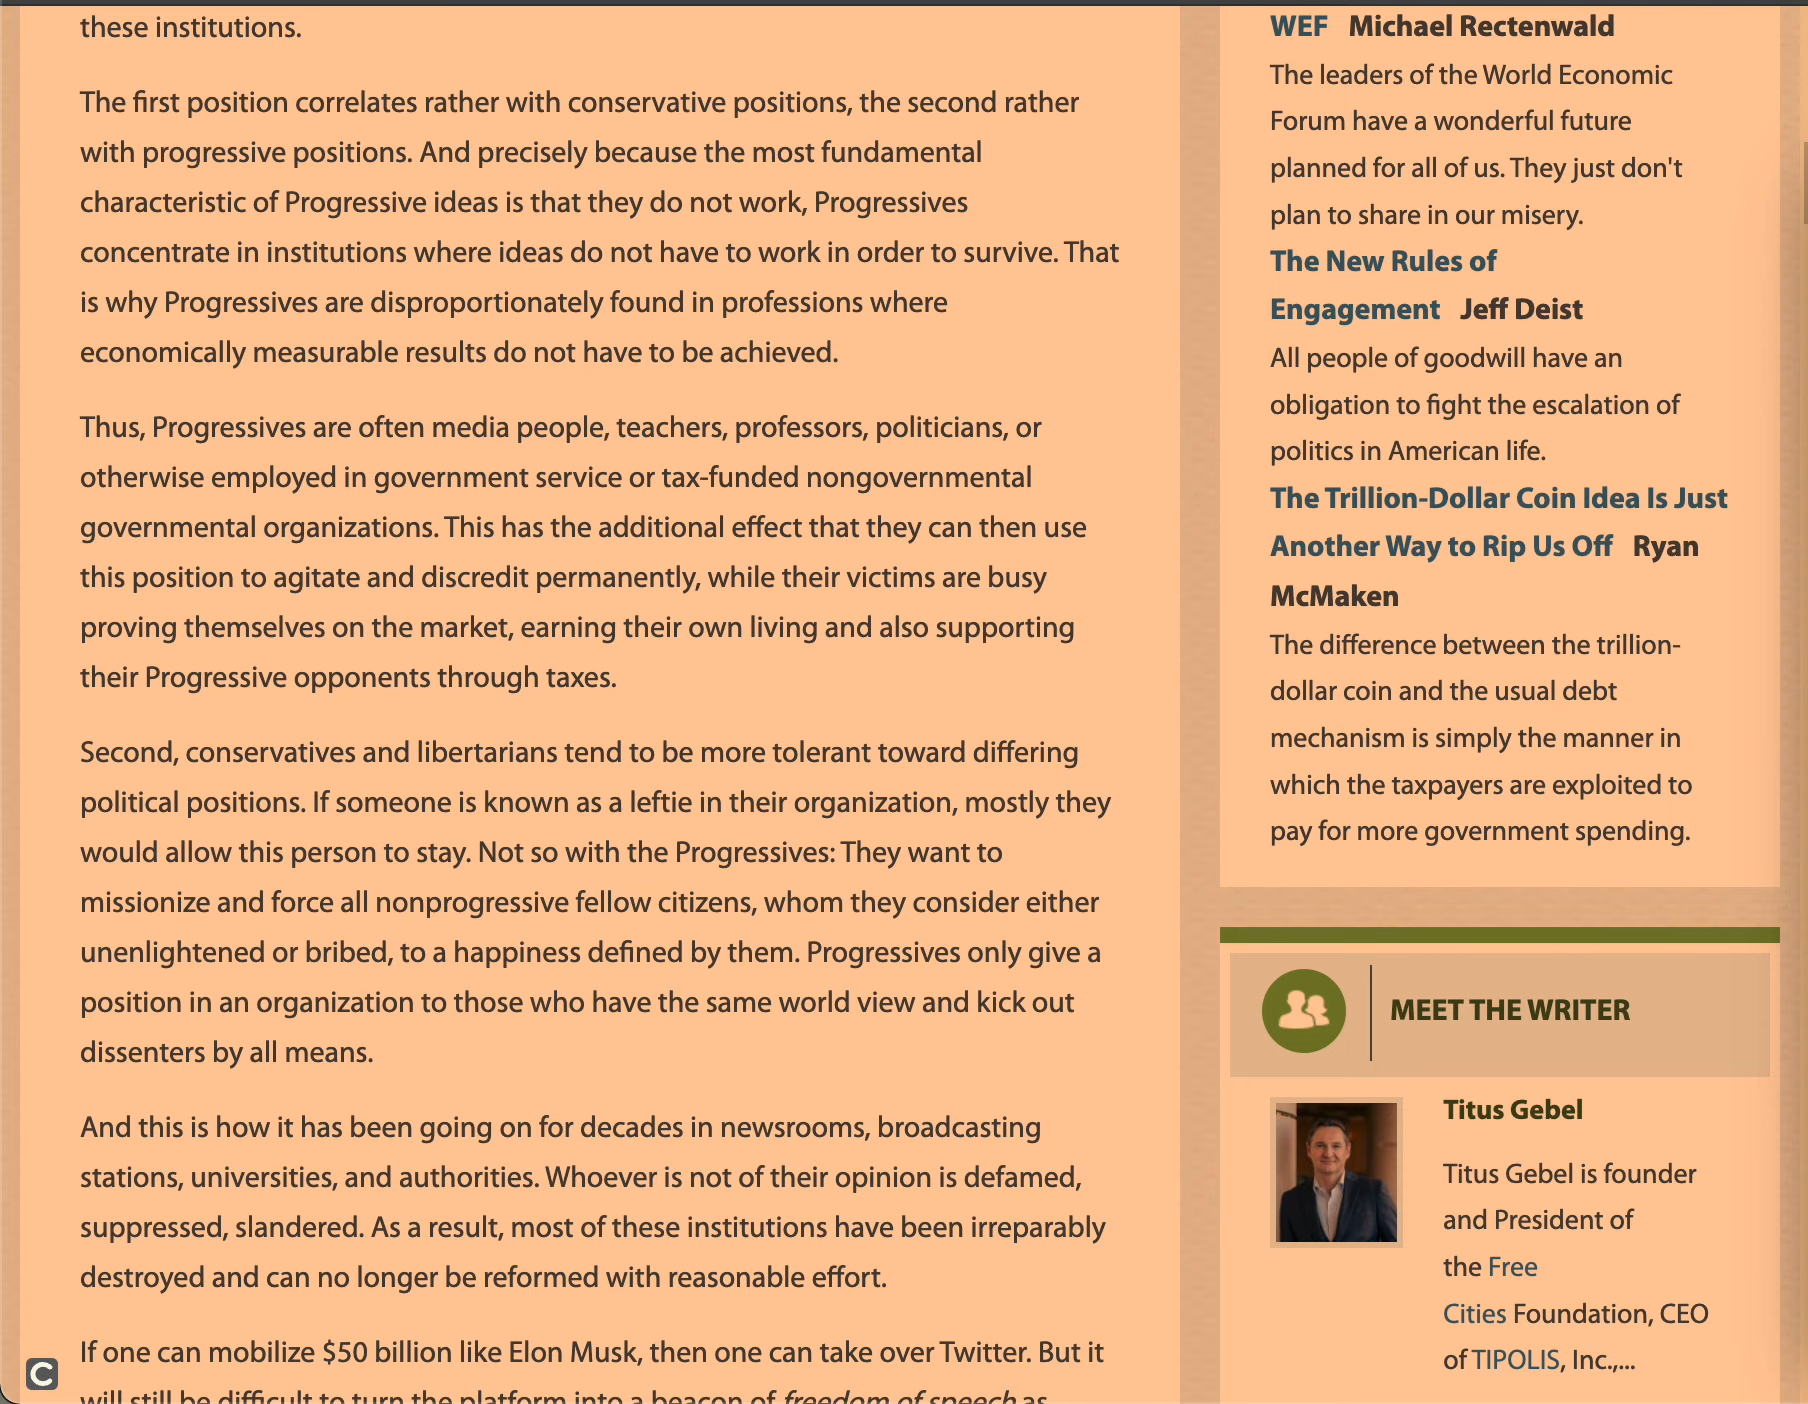 these institutions.
The first position correlates rather with conservative positions, the second rather
with progressive positions. And precisely because the most fundamental
characteristic of Progressive ideas is that they do not work, Progressives
concentrate in institutions where ideas do not have to work in order to survive. That
is why Progressives are disproportionately found in professions where
economically measurable results do not have to be achieved.
Thus, Progressives are often media people, teachers, professors, politicians, or
otherwise employed in government service or tax-funded nongovernmental
governmental organizations. This has the additional effect that they can then use
this position to agitate and discredit permanently, while their victims are busy
proving themselves on the market, earning their own living and also supporting
their Progressive opponents through taxes.
Second, conservatives and libertarians tend to be more tolerant toward differing
political positions. If someone is known as a leftie in their organization, mostly they
would allow this person to stay. Not so with the Progressives: They want to
missionize and force all nonprogressive fellow citizens, whom they consider either
unenlightened or bribed, to a happiness defined by them. Progressives only give a
position in an organization to those who have the same world view and kick out
dissenters by all means.
And this is how it has been going on for decades in newsrooms, broadcasting
stations, universities, and authorities. Whoever is not of their opinion is defamed,
suppressed, slandered. As a result, most of these institutions have been irreparably
destroyed and can no longer be reformed with reasonable effort.
If one can mobilize $50 billion like Elon Musk, then one can take over Twitter. But it
will still be difficult to turn the platform into a beacon of freedom of speech as
C
WEF Michael Rectenwald
The leaders of the World Economic
Forum have a wonderful future
planned for all of us. They just don't
plan to share in our misery.
The New Rules of
Engagement Jeff Deist
All people of goodwill have an
obligation to fight the escalation of
politics in American life.
The Trillion-Dollar Coin Idea Is Just
Another Way to Rip Us Off Ryan
McMaken
The difference between the trillion-
dollar coin and the usual debt
mechanism is simply the manner in
which the taxpayers are exploited to
pay for more government spending.
MEET THE WRITER
Titus Gebel
Titus Gebel is founder
and President of
the Free
Cities Foundation, CEO
of TIPOLIS, Inc.,...